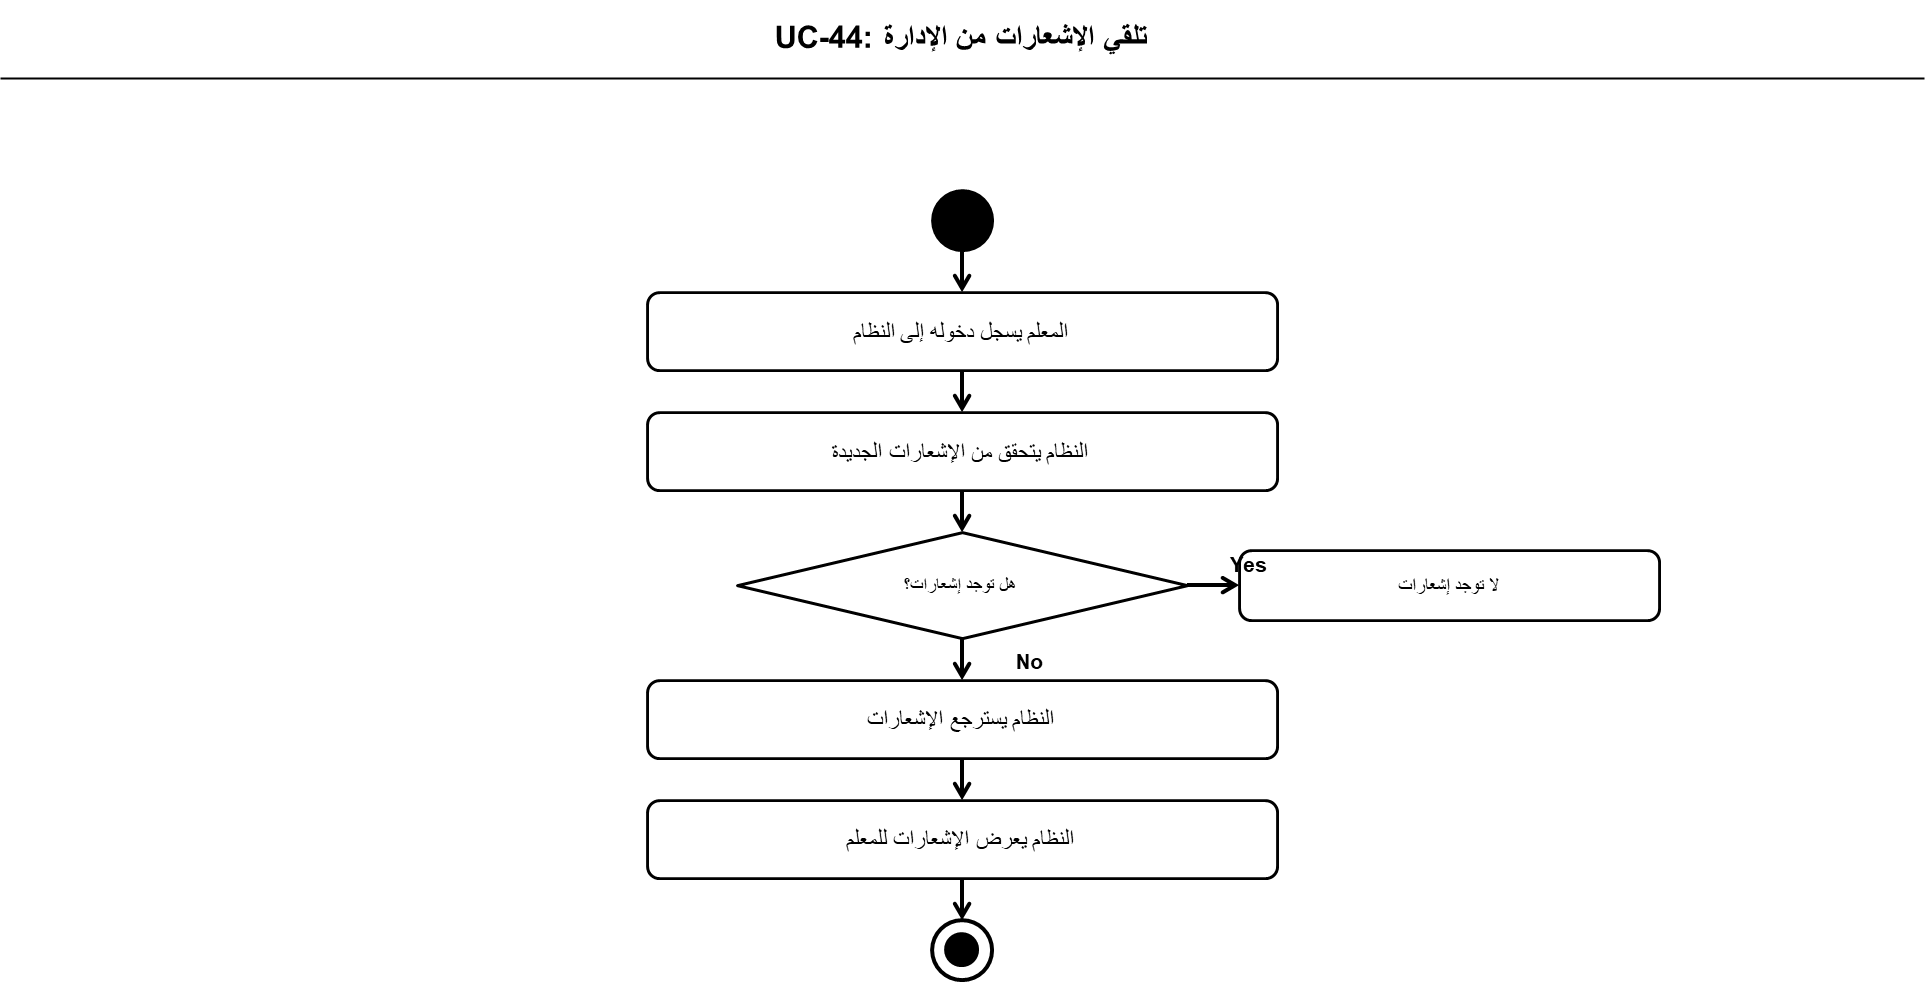 UC-44: تلقي الإشعارات من الإدارة
المعلم يسجل دخوله إلى النظام
النظام يتحقق من الإشعارات الجديدة
هل توجد إشعارات؟
Yes
لا توجد إشعارات
No
النظام يسترجع الإشعارات
النظام يعرض الإشعارات للمعلم